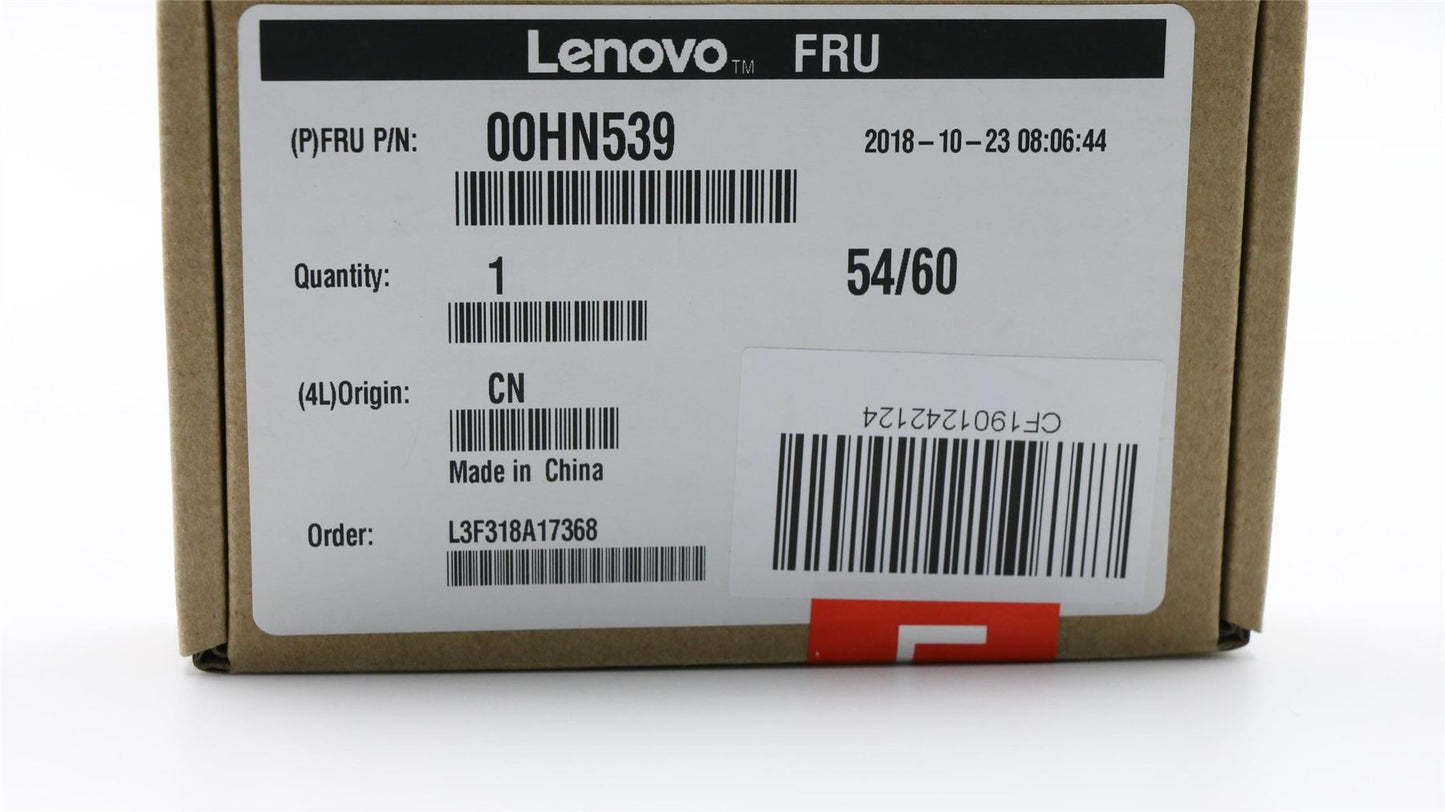 Lenovo™ FRU
(P)FRU P/N: 00HN539 2018-10-23 08:06:44
Quantity: 1 54/60
(4L)Origin: CN
Made in China
CF1901242124
Order: L3F318A17368
L